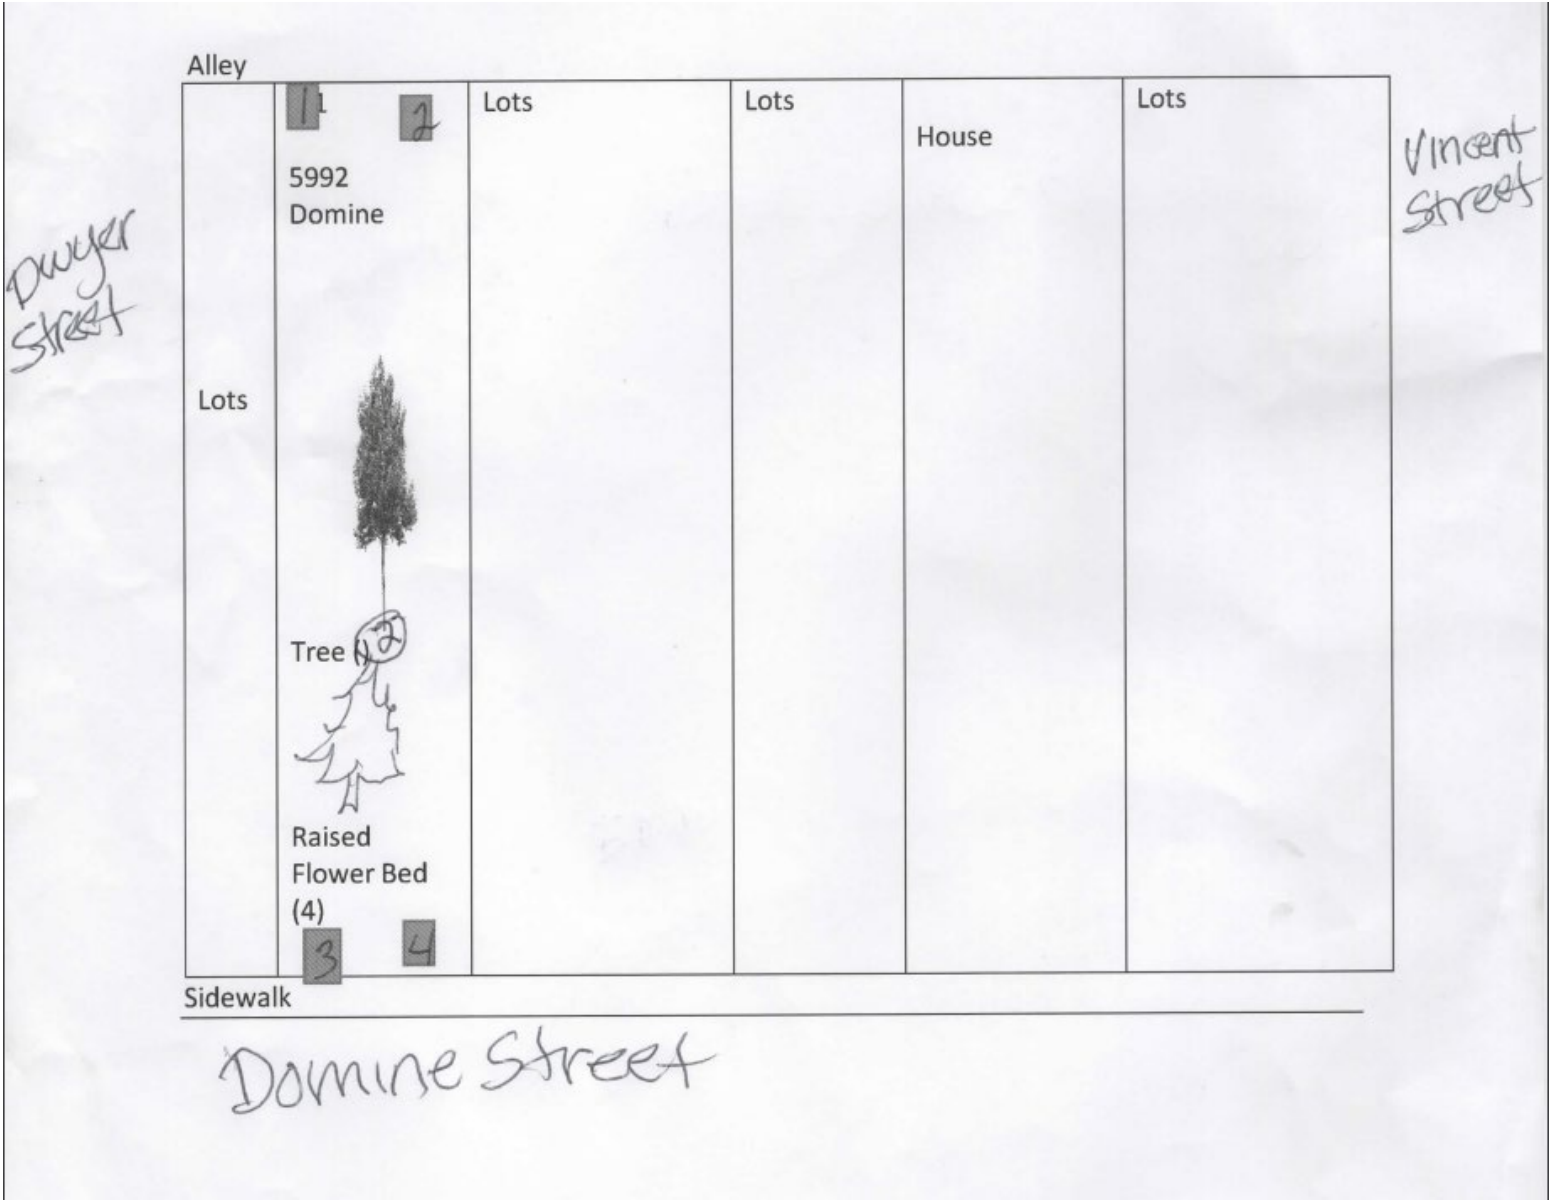 Alley
1 1
2
Lots
Lots
Lots
House
Vincent
Street
5992
Domine
Dwyer
Street
Lots
Tree () 2
Raised
Flower Bed
(4)
3
4
Sidewalk
Domine Street